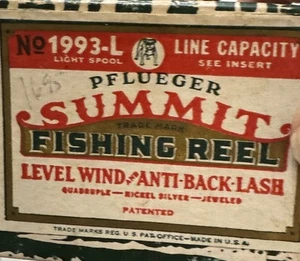 No 1993-L
LIGHT SPOOL
LINE CAPACITY
SEE INSERT
PFLUEGER
SUMMIT
TRADE MARK
FISHING REEL
LEVEL WIND AND ANTI-BACK-LASH
QUADRUPLE — NICKEL SILVER — JEWELED
PATENTED
TRADE MARKS REG. U.S. PAT. OFFICE — MADE IN U.S.A.